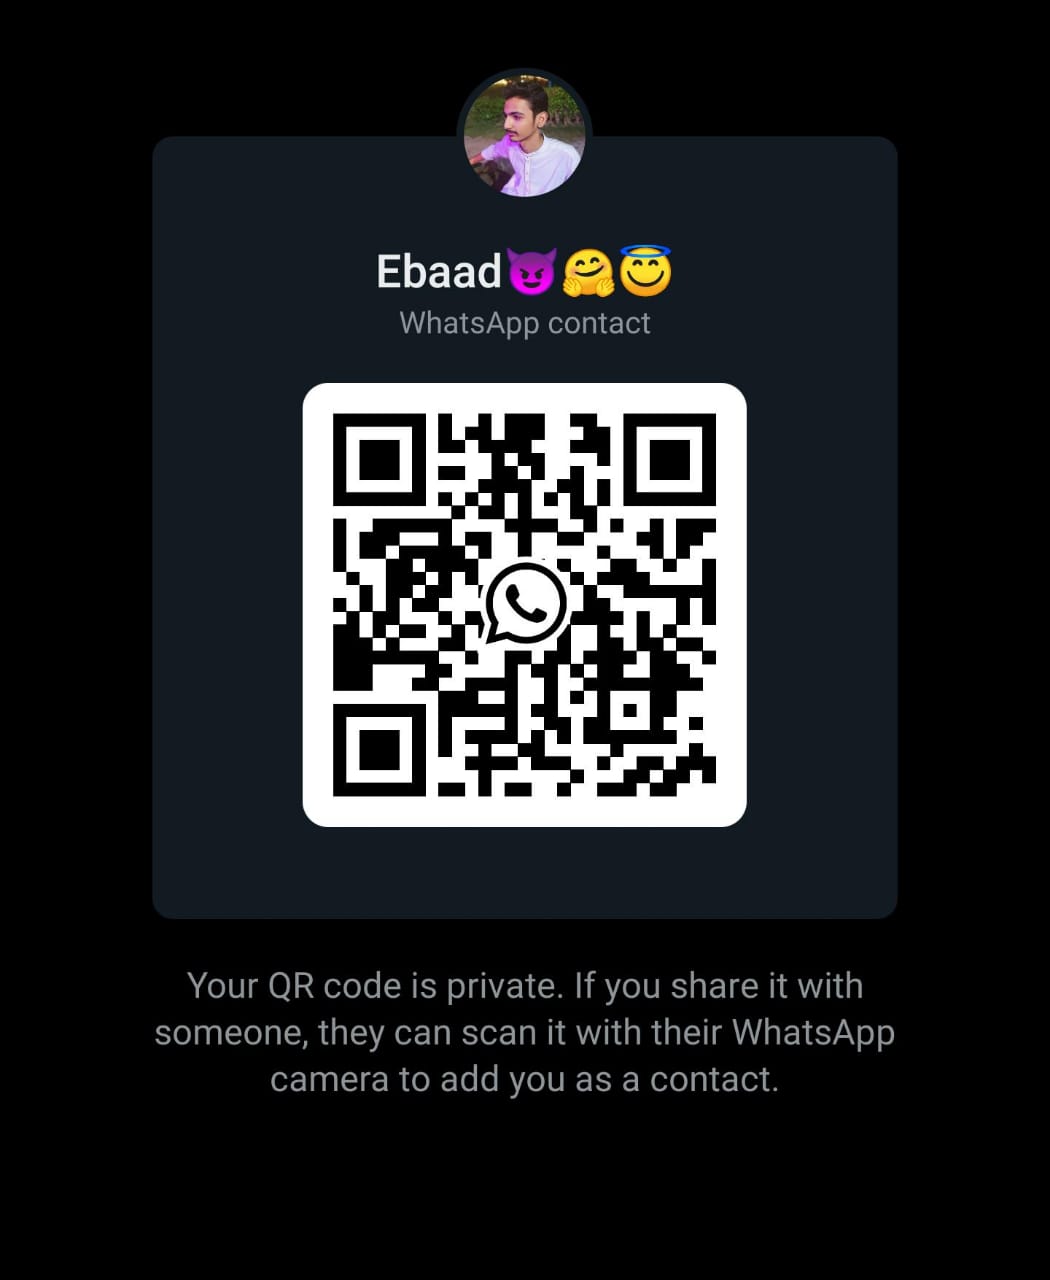 Ebaad😈🤗😇
WhatsApp contact
Your QR code is private. If you share it with
someone, they can scan it with their WhatsApp
camera to add you as a contact.